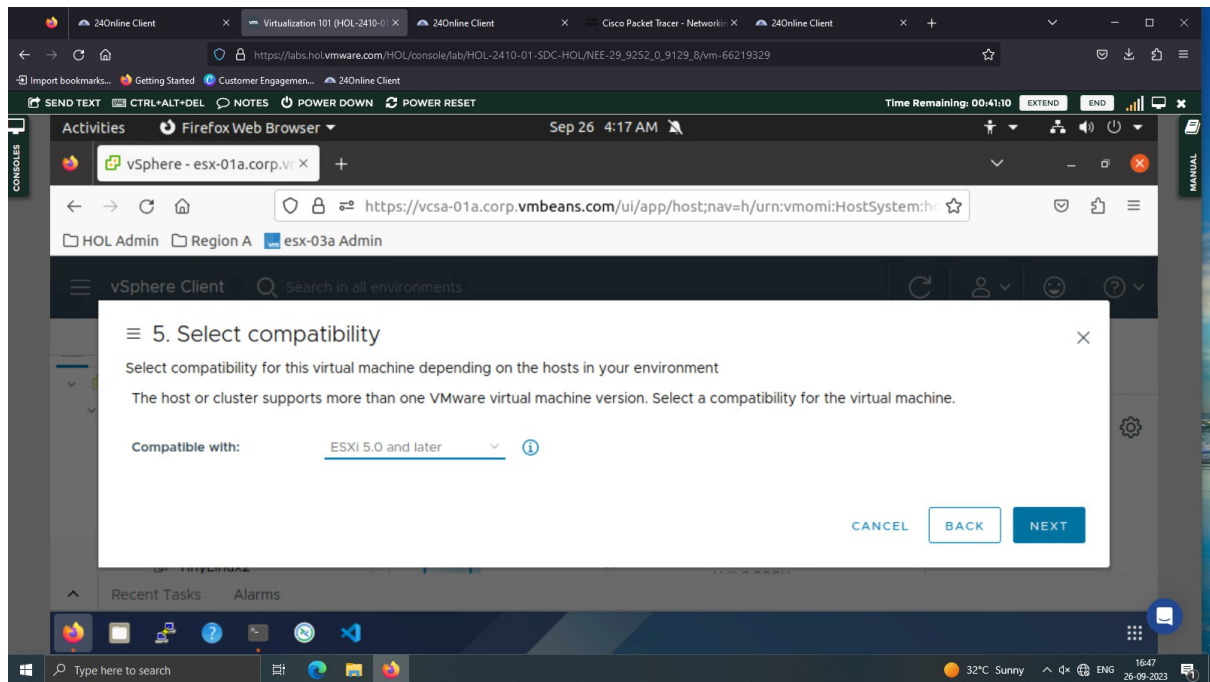 24Online Client
Virtualization 101 (HOL-2410-01
24Online Client
Cisco Packet Tracer - Networkin
24Online Client
https://labs.hol.vmware.com/HOL/console/lab/HOL-2410-01-SDC-HOL/NEE-29_9252_0_9129_8/vm-66219329
Import bookmarks... Getting Started Customer Engagemen... 24Online Client
SEND TEXT CTRL+ALT+DEL NOTES POWER DOWN POWER RESET Time Remaining: 00:41:10 EXTEND END
CONSOLES
MANUAL
Activities Firefox Web Browser Sep 26 4:17 AM
vSphere - esx-01a.corp.vr
https://vcsa-01a.corp.vmbeans.com/ui/app/host;nav=h/urn:vmomi:HostSystem:h
HOL Admin Region A esx-03a Admin
vSphere Client Search in all environments
5. Select compatibility
Select compatibility for this virtual machine depending on the hosts in your environment
The host or cluster supports more than one VMware virtual machine version. Select a compatibility for the virtual machine.
Compatible with: ESXi 5.0 and later
CANCEL BACK NEXT
Recent Tasks Alarms
Type here to search
32°C Sunny ENG 16:47
26-09-2023